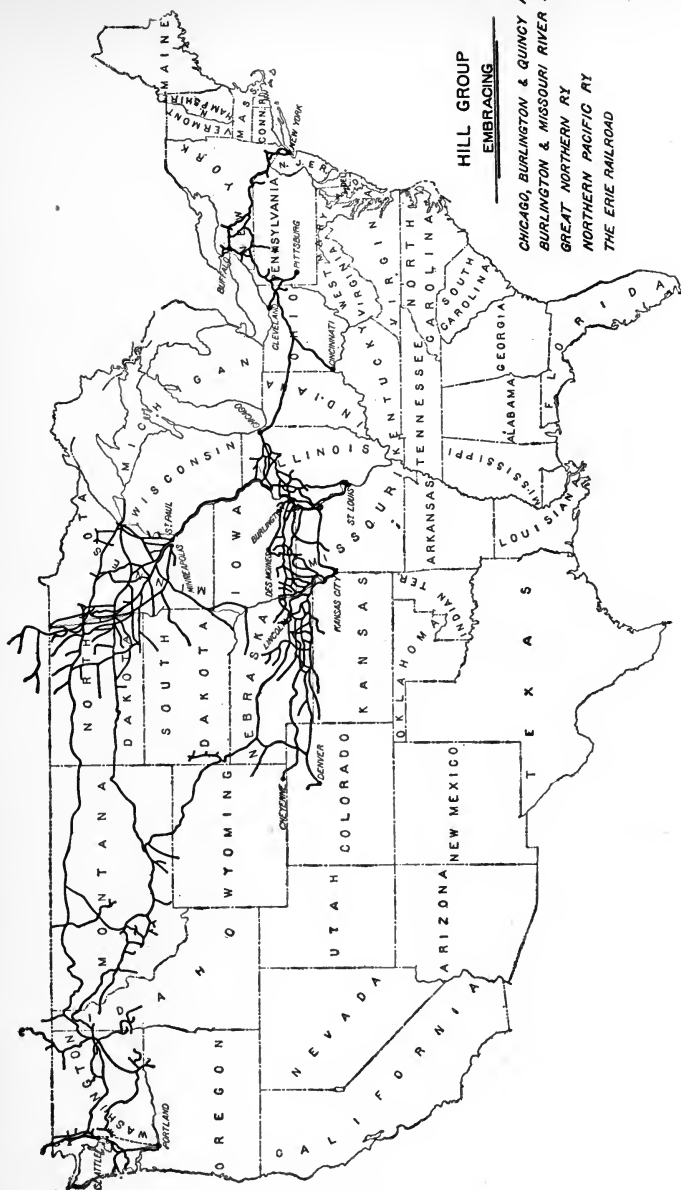 HILL GROUP
EMBRACING
CHICAGO, BURLINGTON & QUINCY
BURLINGTON & MISSOURI RIVER
GREAT NORTHERN RY
NORTHERN PACIFIC RY
THE ERIE RAILROAD
WASHINGTON
SEATTLE
PORTLAND
OREGON
CALIFORNIA
NEVADA
IDAHO
MONTANA
WYOMING
UTAH
ARIZONA
COLORADO
CHEYENNE
DENVER
NEW MEXICO
NORTH
DAKOTA
SOUTH
DAKOTA
NEBRASKA
LINCOLN
KANSAS
KANSAS CITY
OKLAHOMA
INDIAN TER
TEXAS
MINNESOTA
MINNEAPOLIS
ST. PAUL
IOWA
DES MOINES
BURLINGTON
MISSOURI
ST LOUIS
ARKANSAS
LOUISIANA
WISCONSIN
MICHIGAN
CHICAGO
ILLINOIS
INDIANA
OHIO
CLEVELAND
CINCINNATI
KENTUCKY
TENNESSEE
MISSISSIPPI
ALABAMA
GEORGIA
FLORIDA
SOUTH
CAROLINA
NORTH
CAROLINA
VIRGINIA
WEST
VIRGINIA
PENNSYLVANIA
PITTSBURG
BUFFALO
NEW YORK
NEW YORK
VERMONT
N HAMPSHIR
MAINE
MAS
CONN
R.I.
N JER